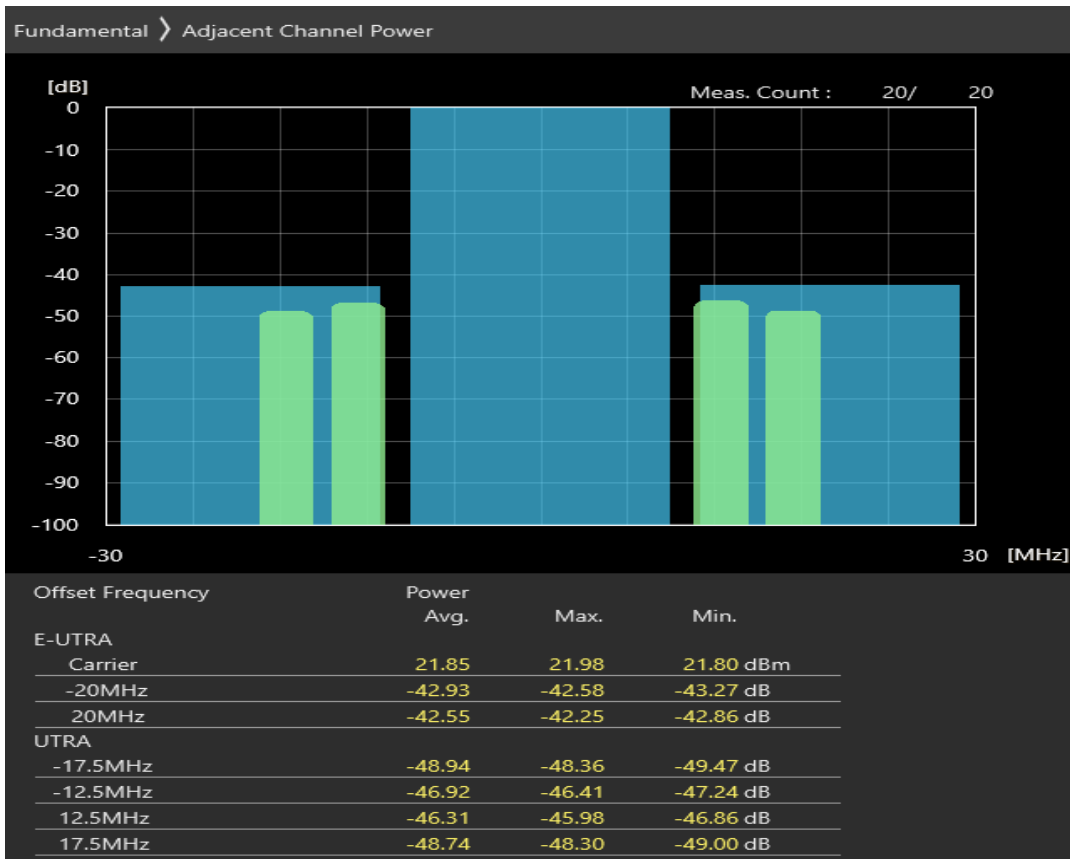 Fundamental 〉 Adjacent Channel Power
[dB]
Meas. Count : 20/ 20
0
-10
-20
-30
-40
-50
-60
-70
-80
-90
-100
-30 30 [MHz]
Offset Frequency Power
Avg. Max. Min.
E-UTRA
Carrier 21.85 21.98 21.80 dBm
-20MHz -42.93 -42.58 -43.27 dB
20MHz -42.55 -42.25 -42.86 dB
UTRA
-17.5MHz -48.94 -48.36 -49.47 dB
-12.5MHz -46.92 -46.41 -47.24 dB
12.5MHz -46.31 -45.98 -46.86 dB
17.5MHz -48.74 -48.30 -49.00 dB